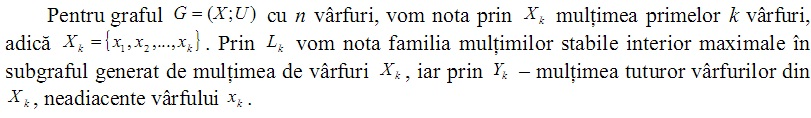 Pentru graful G = (X;U) cu n vârfuri, vom nota prin X_k mulțimea primelor k vârfuri,
adică X_k = {x_1, x_2,..., x_k}. Prin L_k vom nota familia mulțimilor stabile interior maximale în
subgraful generat de mulțimea de vârfuri X_k, iar prin Y_k – mulțimea tuturor vârfurilor din
X_k, neadiacente vârfului x_k.